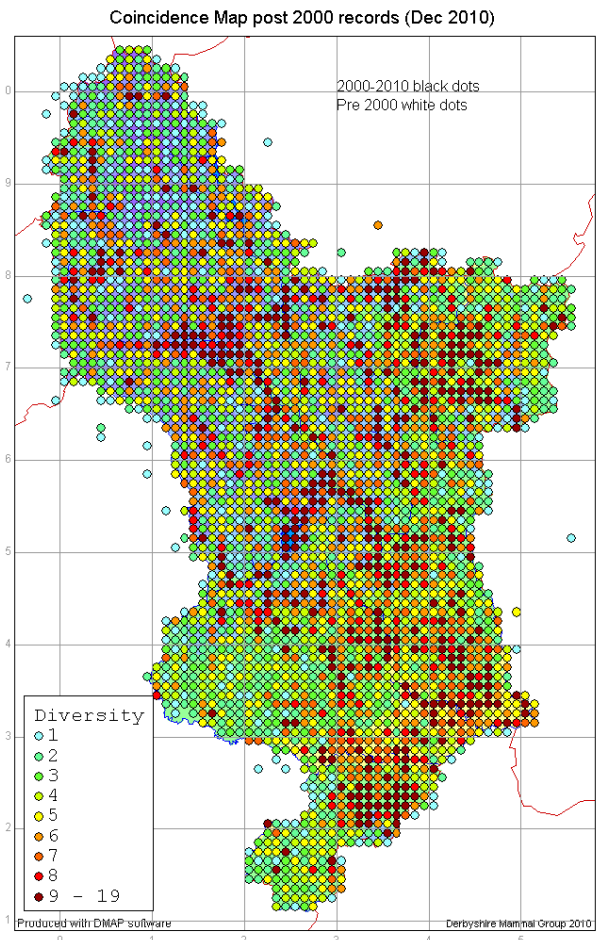 Coincidence Map post 2000 records (Dec 2010)
2000-2010 black dots
Pre 2000 white dots
0
9
8
7
6
5
4
3
2
1
Diversity
1
2
3
4
5
6
7
8
9 - 19
Produced with DMAP software
Derbyshire Mammal Group 2010
0 1 2 3 4 5